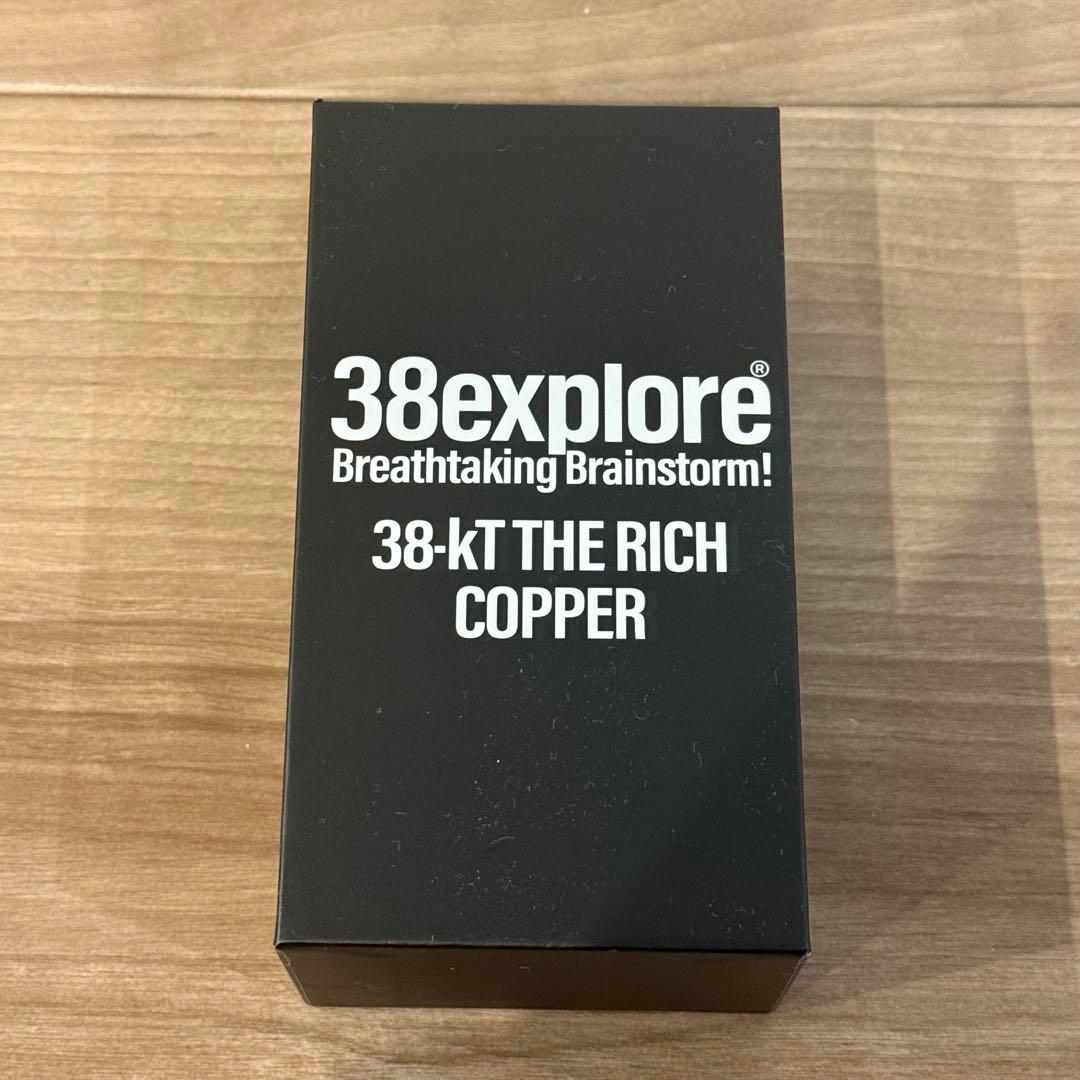 38explore®
Breathtaking Brainstorm!
38-kT THE RICH
COPPER